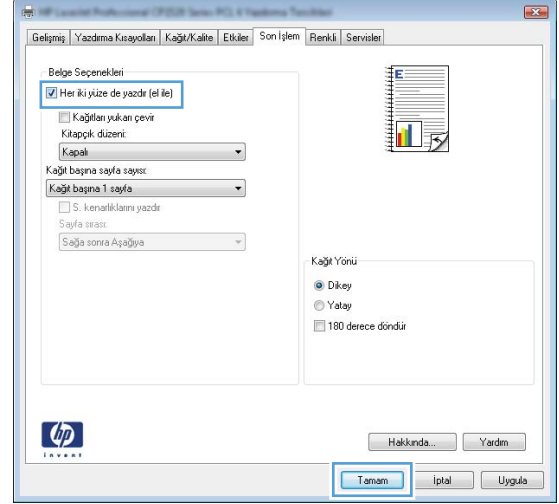 Gelişmiş Yazdırma Kısayolları Kağıt/Kalite Etkiler Son İşlem Renkli Servisler
Belge Seçenekleri
Her iki yüze de yazdır (el ile)
Kağıtları yukarı çevir
Kitapçık düzeni:
Kapalı
Kağıt başına sayfa sayısı:
Kağıt başına 1 sayfa
S. kenarlıklarını yazdır
Sayfa sırası:
Sağa sonra Aşağıya
E
Kağıt Yönü
Dikey
Yatay
180 derece döndür
hp
invent
Hakkında... Yardım
Tamam İptal Uygula